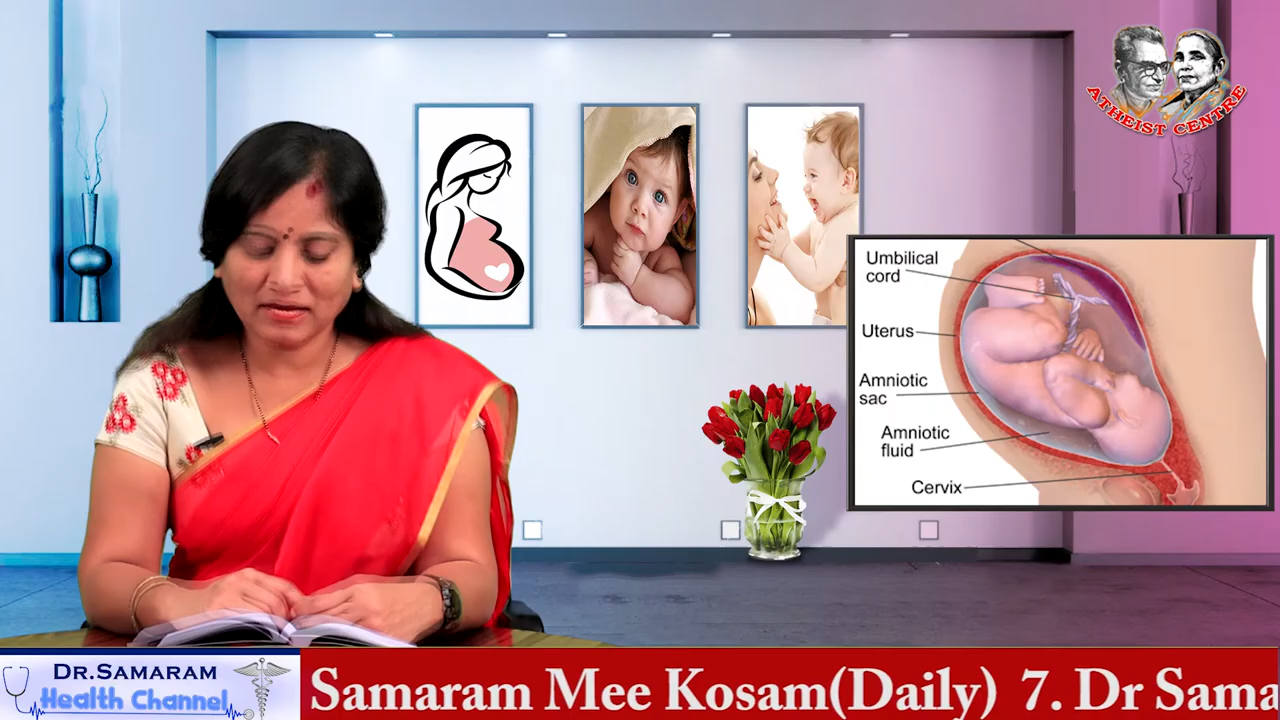 ATHEIST CENTRE
Umbilical
cord
Uterus
Amniotic
sac
Amniotic
fluid
Cervix
DR.SAMARAM
Health Channel
Samaram Mee Kosam(Daily) 7. Dr Sama